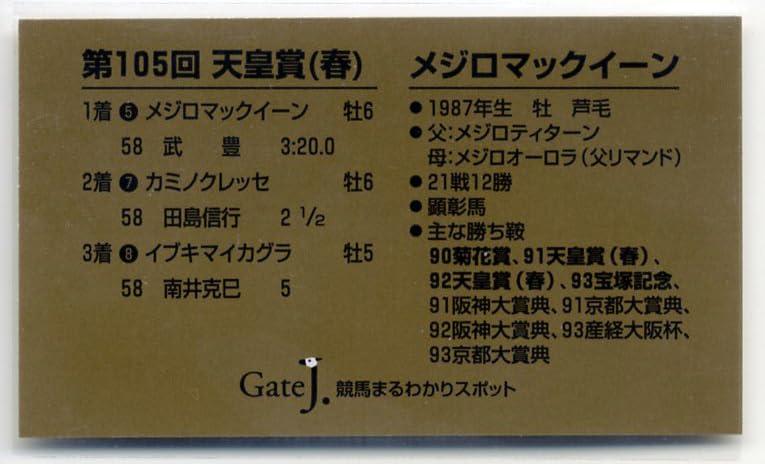 第105回 天皇賞(春)
1着 ❺ メジロマックイーン 牡6
58 武 豊 3:20.0
2着 ❼ カミノクレッセ 牡6
58 田島信行 2 1/2
3着 ❽ イブキマイカグラ 牡5
58 南井克巳 5
メジロマックイーン
● 1987年生 牡 芦毛
● 父:メジロティターン
母:メジロオーロラ(父リマンド)
● 21戦12勝
● 顕彰馬
● 主な勝ち鞍
90菊花賞、91天皇賞(春)、
92天皇賞(春)、93宝塚記念、
91阪神大賞典、91京都大賞典、
92阪神大賞典、93産経大阪杯、
93京都大賞典
Gate J. 競馬まるわかりスポット